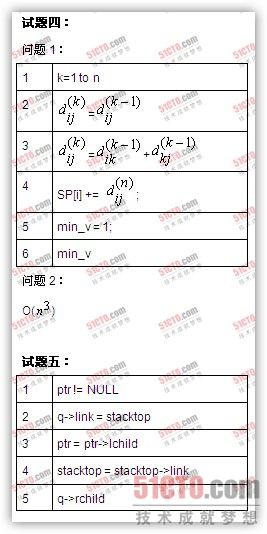 试题四：
问题 1：
1 k=1 to n
2 d_{ij}^{(k)}=d_{ij}^{(k-1)}
3 d_{ij}^{(k)}=d_{ik}^{(k-1)}+d_{kj}^{(k-1)}
4 SP[i] += d_{ij}^{(n)};
5 min_v = 1;
6 min_v
问题 2：
O(n^3)
试题五：
1 ptr != NULL
2 q->link = stacktop
3 ptr = ptr->lchild
4 stacktop = stacktop->link
5 q->rchild
51CTO.com
技术成就梦想